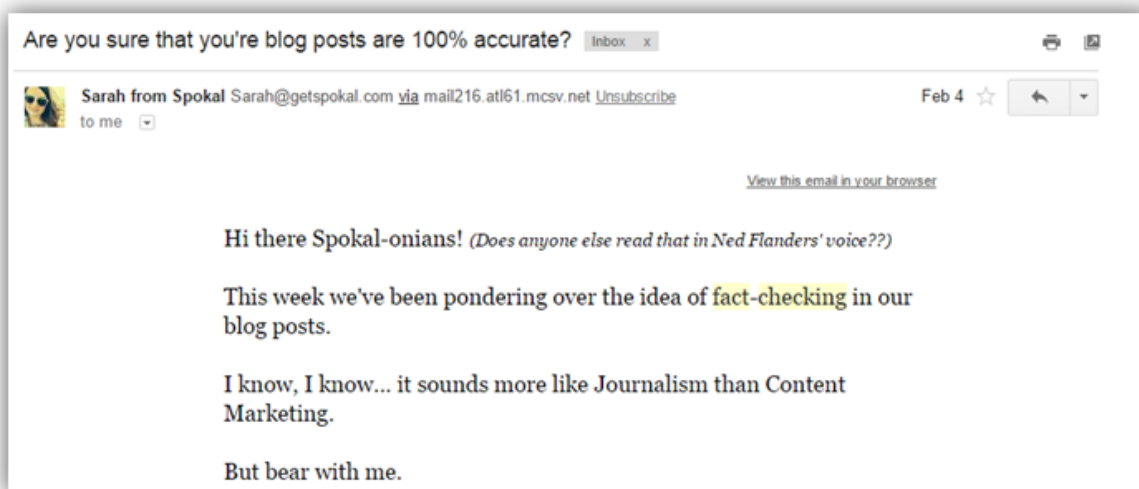 Are you sure that you're blog posts are 100% accurate? Inbox x
Sarah from Spokal Sarah@getspokal.com via mail216.atl61.mcsv.net Unsubscribe Feb 4
to me
View this email in your browser
Hi there Spokal-onians! (Does anyone else read that in Ned Flanders' voice??)
This week we've been pondering over the idea of fact-checking in our
blog posts.
I know, I know... it sounds more like Journalism than Content
Marketing.
But bear with me.